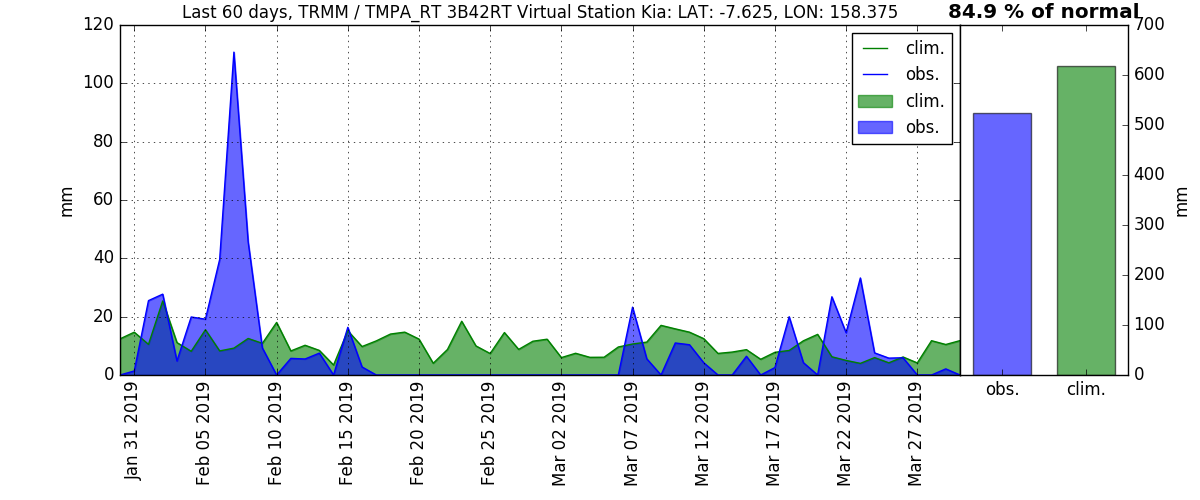 Last 60 days, TRMM / TMPA_RT 3B42RT Virtual Station Kia: LAT: -7.625, LON: 158.375
84.9 % of normal
120
100
80
60
40
20
0
mm
clim.
obs.
clim.
obs.
700
600
500
400
300
200
100
0
mm
obs.
clim.
Jan 31 2019
Feb 05 2019
Feb 10 2019
Feb 15 2019
Feb 20 2019
Feb 25 2019
Mar 02 2019
Mar 07 2019
Mar 12 2019
Mar 17 2019
Mar 22 2019
Mar 27 2019